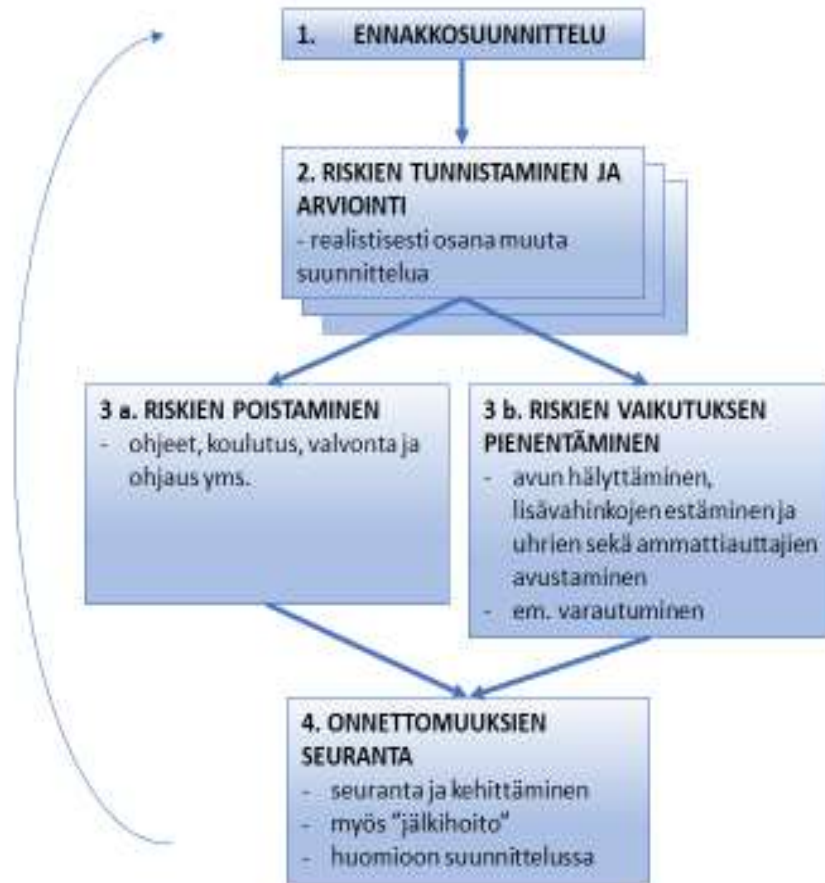 1. ENNAKKOSUUNNITTELU
2. RISKIEN TUNNISTAMINEN JA
ARVIOINTI
- realistisesti osana muuta
suunnittelua
3 a. RISKIEN POISTAMINEN
- ohjeet, koulutus, valvonta ja
ohjaus yms.
3 b. RISKIEN VAIKUTUKSEN
PIENENTÄMINEN
- avun hälyttäminen,
lisävahinkojen estäminen ja
uhrien sekä ammattiauttajien
avustaminen
- em. varautuminen
4. ONNETTOMUUKSIEN
SEURANTA
- seuranta ja kehittäminen
- myös "jälkihoito"
- huomioon suunnittelussa